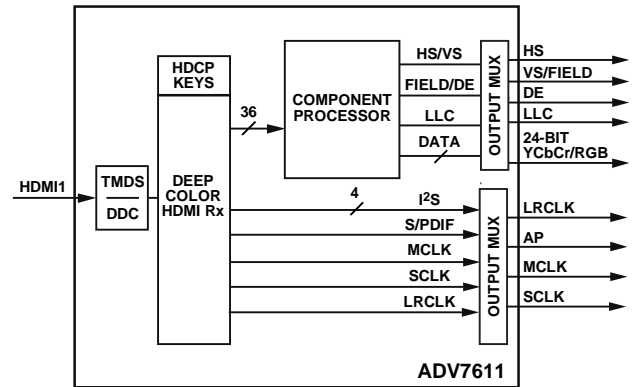 HDMI1
TMDS
DDC
HDCP
KEYS
DEEP
COLOR
HDMI Rx
36
COMPONENT
PROCESSOR
HS/VS
FIELD/DE
LLC
DATA
OUTPUT MUX
HS
VS/FIELD
DE
LLC
24-BIT
YCbCr/RGB
4
I²S
S/PDIF
MCLK
SCLK
LRCLK
OUTPUT MUX
LRCLK
AP
MCLK
SCLK
ADV7611